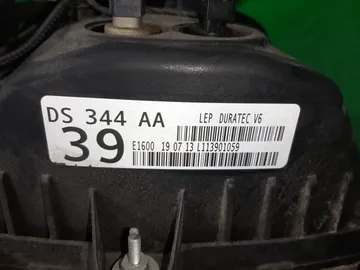 DS 344 AA
LEP DURATEC V6
39
E1600 19 07 13 L113901059